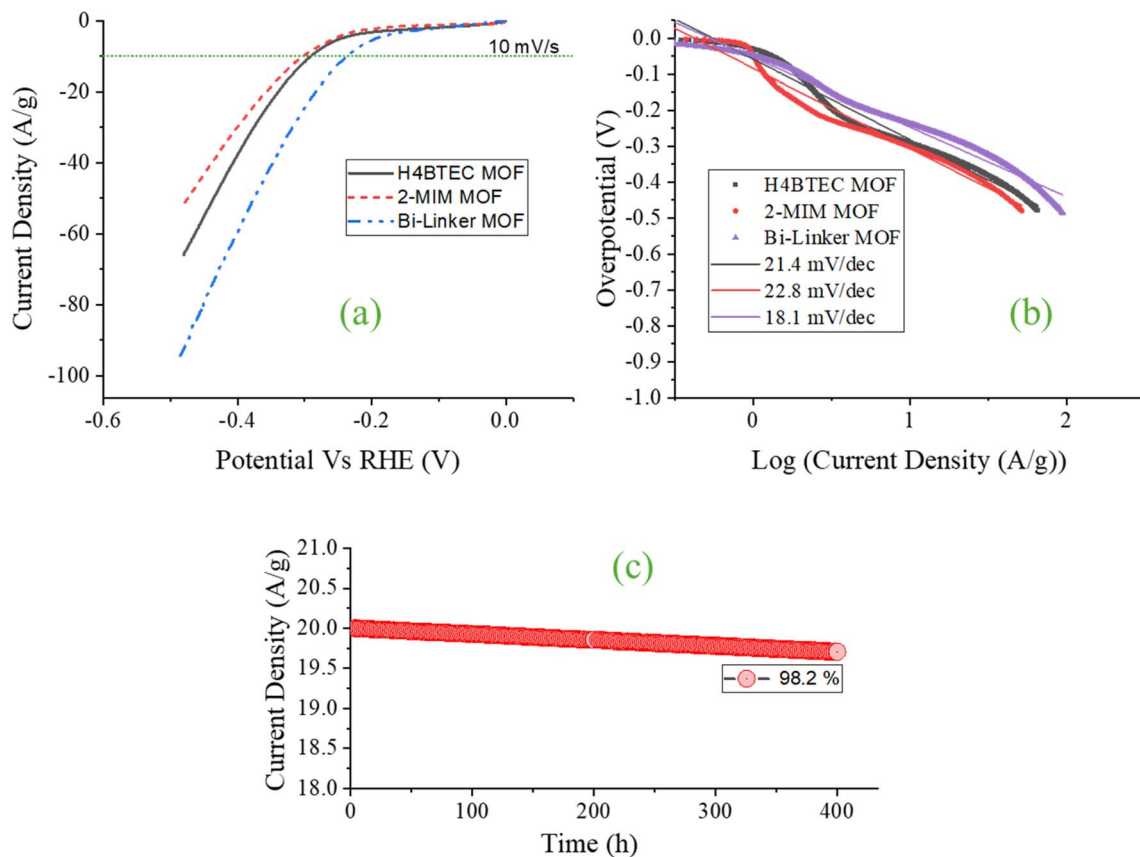 0
-20
-40
-60
-80
-100
-0.6
-0.4
-0.2
0.0
Current Density (A/g)
Potential Vs RHE (V)
10 mV/s
H4BTEC MOF
2-MIM MOF
Bi-Linker MOF
(a)
0.0
-0.1
-0.2
-0.3
-0.4
-0.5
-0.6
-0.7
-0.8
-0.9
-1.0
0
1
2
Overpotential (V)
Log (Current Density (A/g))
H4BTEC MOF
2-MIM MOF
Bi-Linker MOF
21.4 mV/dec
22.8 mV/dec
18.1 mV/dec
(b)
21.0
20.5
20.0
19.5
19.0
18.5
18.0
0
100
200
300
400
Current Density (A/g)
Time (h)
(c)
98.2 %